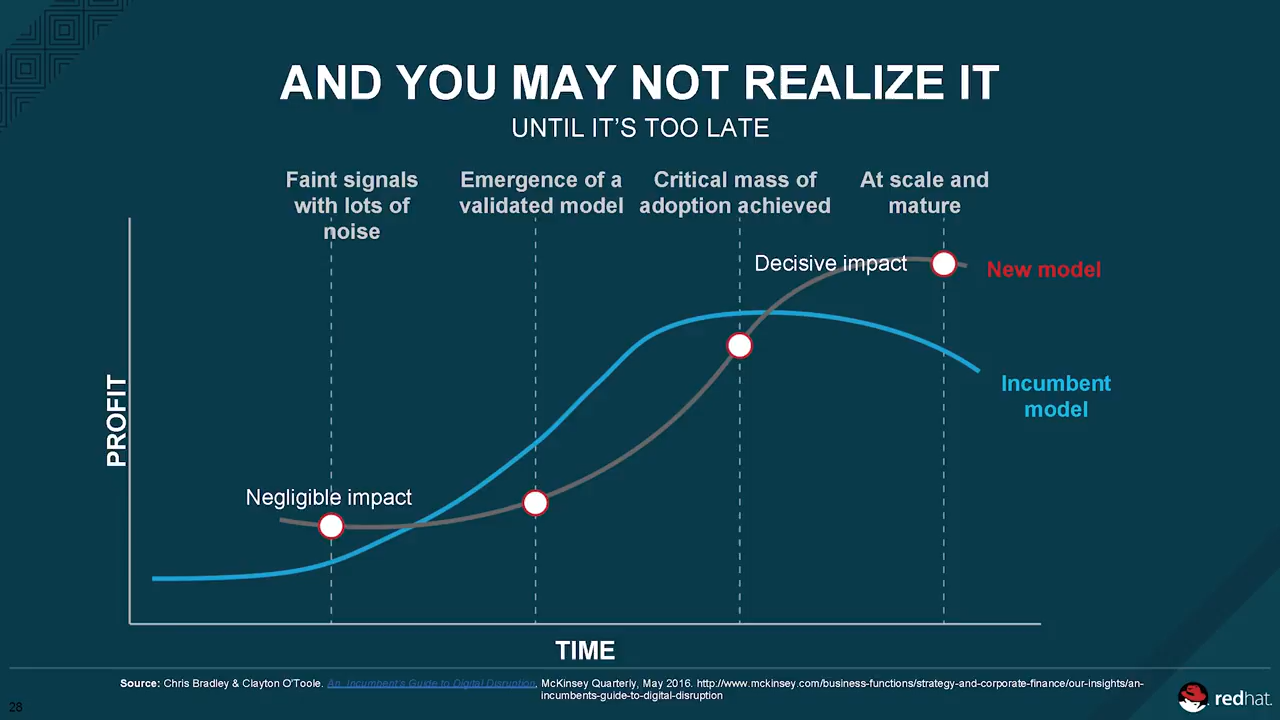 AND YOU MAY NOT REALIZE IT
UNTIL IT'S TOO LATE
Faint signals
with lots of
noise
Emergence of a
validated model
Critical mass of
adoption achieved
At scale and
mature
Decisive impact
New model
Incumbent
model
PROFIT
Negligible impact
TIME
Source: Chris Bradley & Clayton O'Toole. An Incumbent's Guide to Digital Disruption. McKinsey Quarterly, May 2016. http://www.mckinsey.com/business-functions/strategy-and-corporate-finance/our-insights/an-
incumbents-guide-to-digital-disruption
28
redhat.